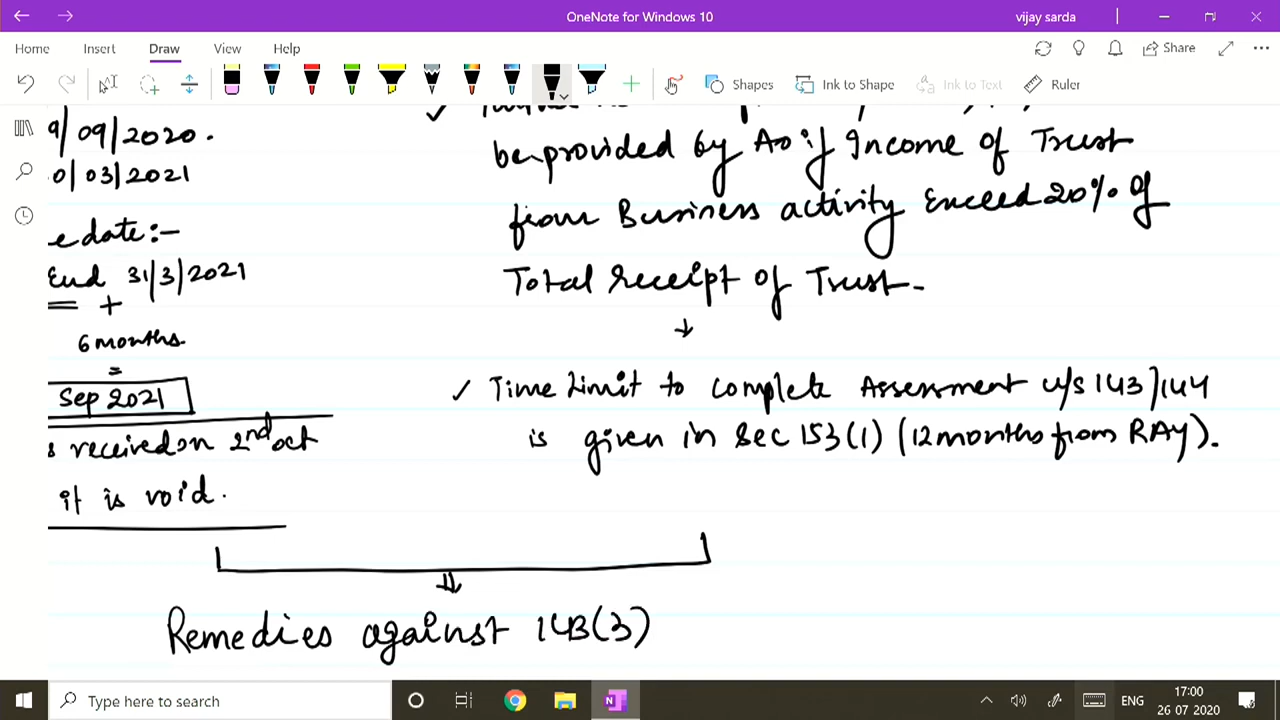 OneNote for Windows 10
vijay sarda
Home Insert Draw View Help
Share
Shapes Ink to Shape Ink to Text Ruler
9/09/2020.
0/03/2021
e date:-
End 31/3/2021
+
6 months
=
Sep 2021
s received on 2nd oct
it is void.
be provided by AO if Income of Trust
from Business activity Exceed 20% of
Total receipt of Trust.
✓ Time Limit to complete Assessment u/s 143/144
is given in Sec 153(1) (12 months from RAY).
Remedies against 143(3)
Type here to search
ENG
17:00
26-07-2020